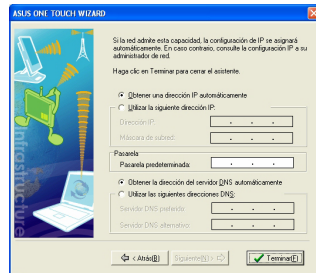 ASUS ONE TOUCH WIZARD
Si la red admite esta capacidad, la configuración de IP se asignará
automáticamente. En caso contrario, consulte la configuración IP a su
administrador de red.
Haga clic en Terminar para cerrar el asistente.
Obtener una dirección IP automáticamente
Utilizar la siguiente dirección IP:
Dirección IP:
Máscara de subred:
Pasarela
Pasarela predeterminada:
Obtener la dirección del servidor DNS automáticamente
Utilizar las siguientes direcciones DNS:
Servidor DNS preferido:
Servidor DNS alternativo:
< Atrás(B)
Siguiente(N) >
Terminar(F)
Infrastructure